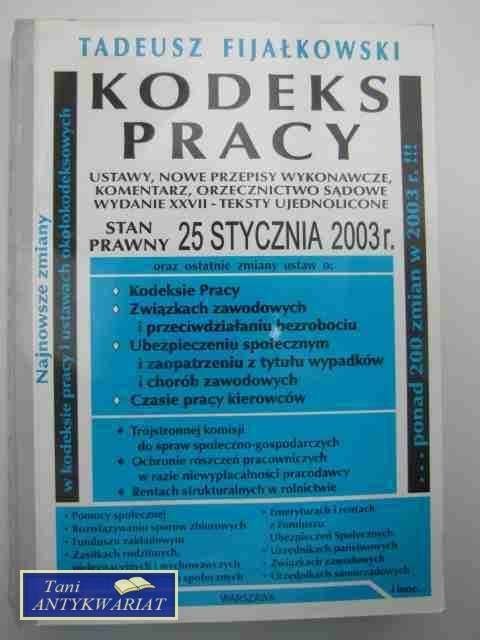 TADEUSZ FIJAŁKOWSKI
KODEKS
PRACY
USTAWY, NOWE PRZEPISY WYKONAWCZE,
KOMENTARZ, ORZECZNICTWO SĄDOWE
WYDANIE XXVII - TEKSTY UJEDNOLICONE
STAN
PRAWNY 25 STYCZNIA 2003 r.
Najnowsze zmiany
w kodeksie pracy i ustawach okołokodeksowych
. . . ponad 200 zmian w 2003 r. !!!
oraz ostatnie zmiany ustaw o:
Kodeksie Pracy
Związkach zawodowych
i przeciwdziałaniu bezrobociu
Ubezpieczeniu społecznym
i zaopatrzeniu z tytułu wypadków
i chorób zawodowych
Czasie pracy kierowców
Trójstronnej komisji
do spraw społeczno-gospodarczych
Ochronie roszczeń pracowniczych
w razie niewypłacalności pracodawcy
Rentach strukturalnych w rolnictwie
Pomocy społecznej
Rozwiązywaniu sporów zbiorowych
Funduszu zakładowym
Zasiłkach rodzinnych,
pielęgnacyjnych i wychowawczych
społecznych
Emeryturach i rentach
z Funduszu
Ubezpieczeń Społecznych
Urzędnikach państwowych
Związkach zawodowych
Urzędnikach samorządowych
i inne
WARSZAWA
Tani
ANTYKWARIAT